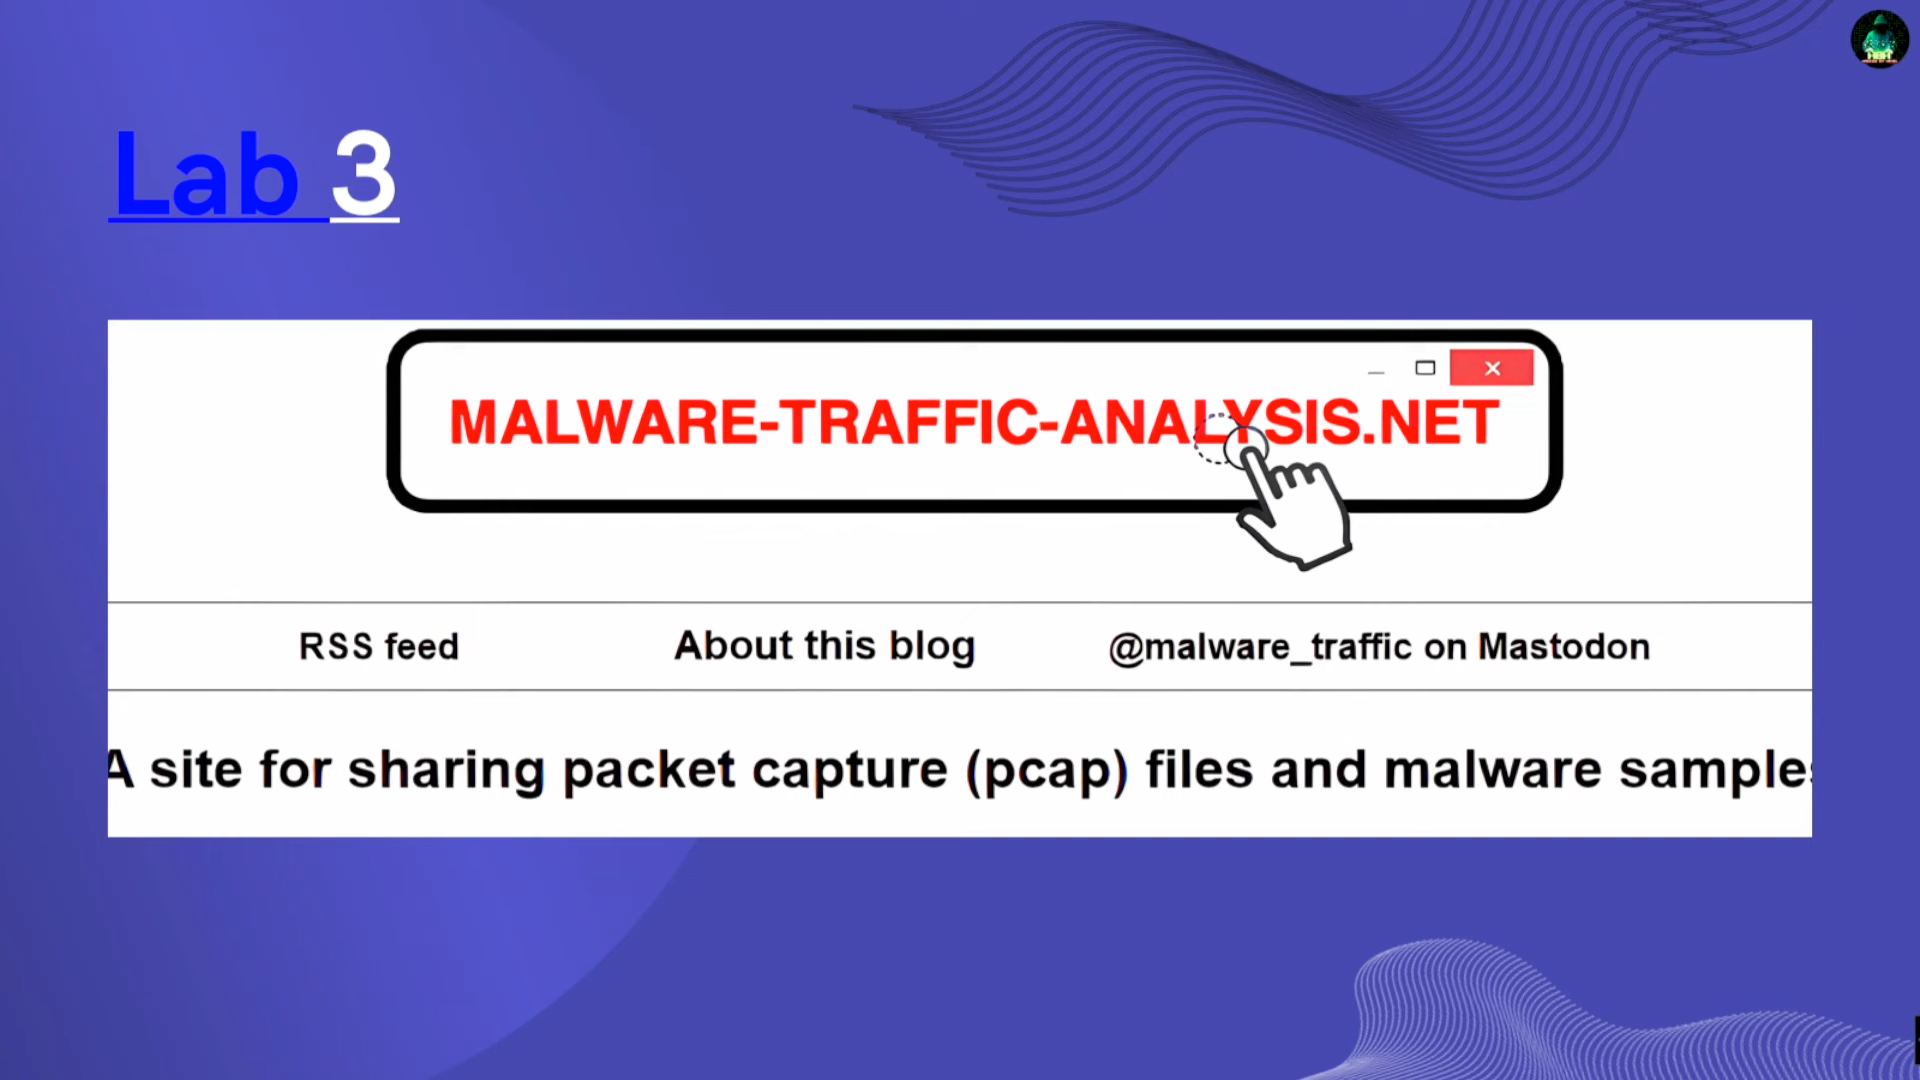 Lab 3
MALWARE-TRAFFIC-ANALYSIS.NET
RSS feed About this blog @malware_traffic on Mastodon
A site for sharing packet capture (pcap) files and malware samples